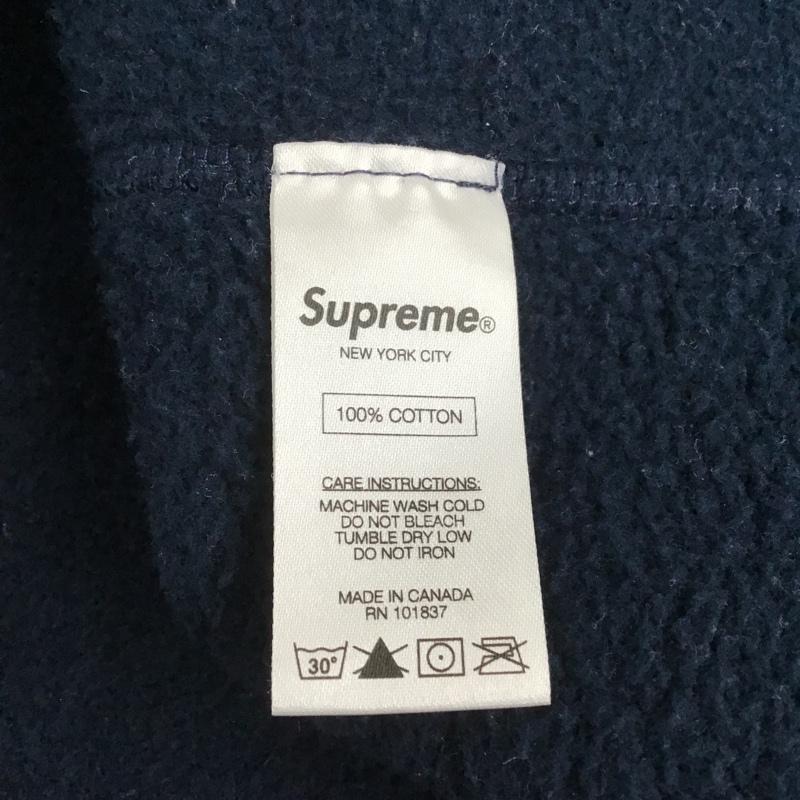 Supreme®
NEW YORK CITY
100% COTTON
CARE INSTRUCTIONS:
MACHINE WASH COLD
DO NOT BLEACH
TUMBLE DRY LOW
DO NOT IRON
MADE IN CANADA
RN 101837
30°